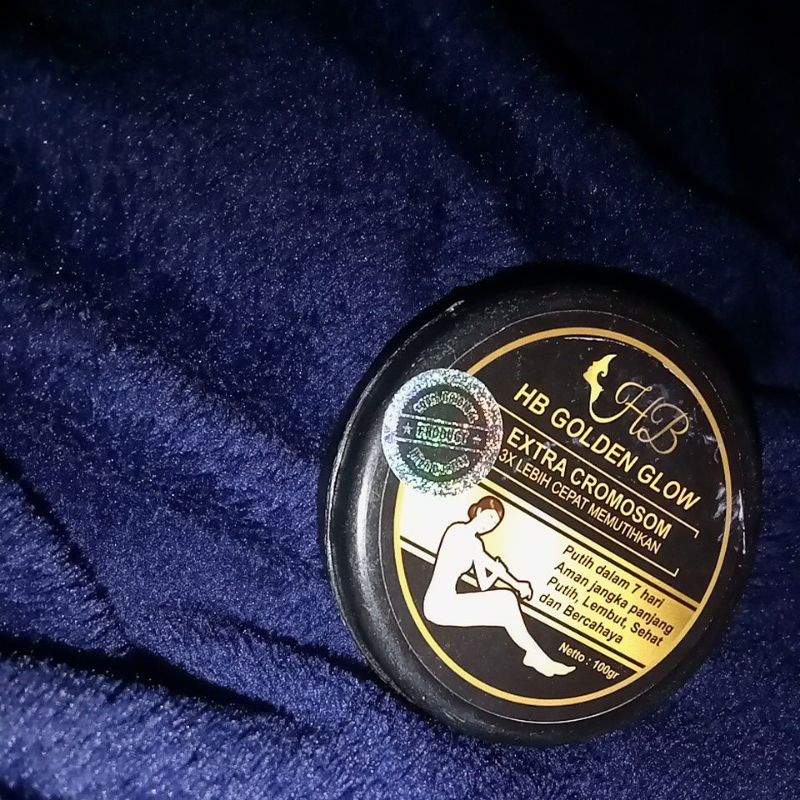 HB
HB GOLDEN GLOW
EXTRA CROMOSOM
3X LEBIH CEPAT MEMUTIHKAN
PRODUCT
Putih dalam 7 hari
Aman jangka panjang
Putih, Lembut, Sehat
dan Bercahaya
Netto : 100gr